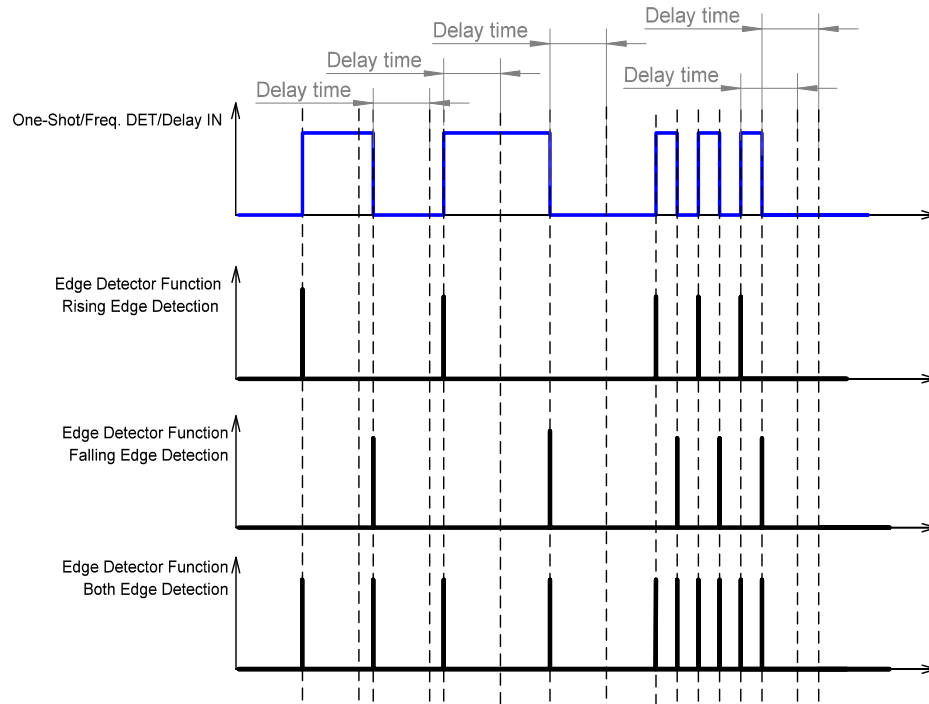 Delay time
Delay time
Delay time
Delay time
Delay time
One-Shot/Freq. DET/Delay IN
Edge Detector Function
Rising Edge Detection
Edge Detector Function
Falling Edge Detection
Edge Detector Function
Both Edge Detection